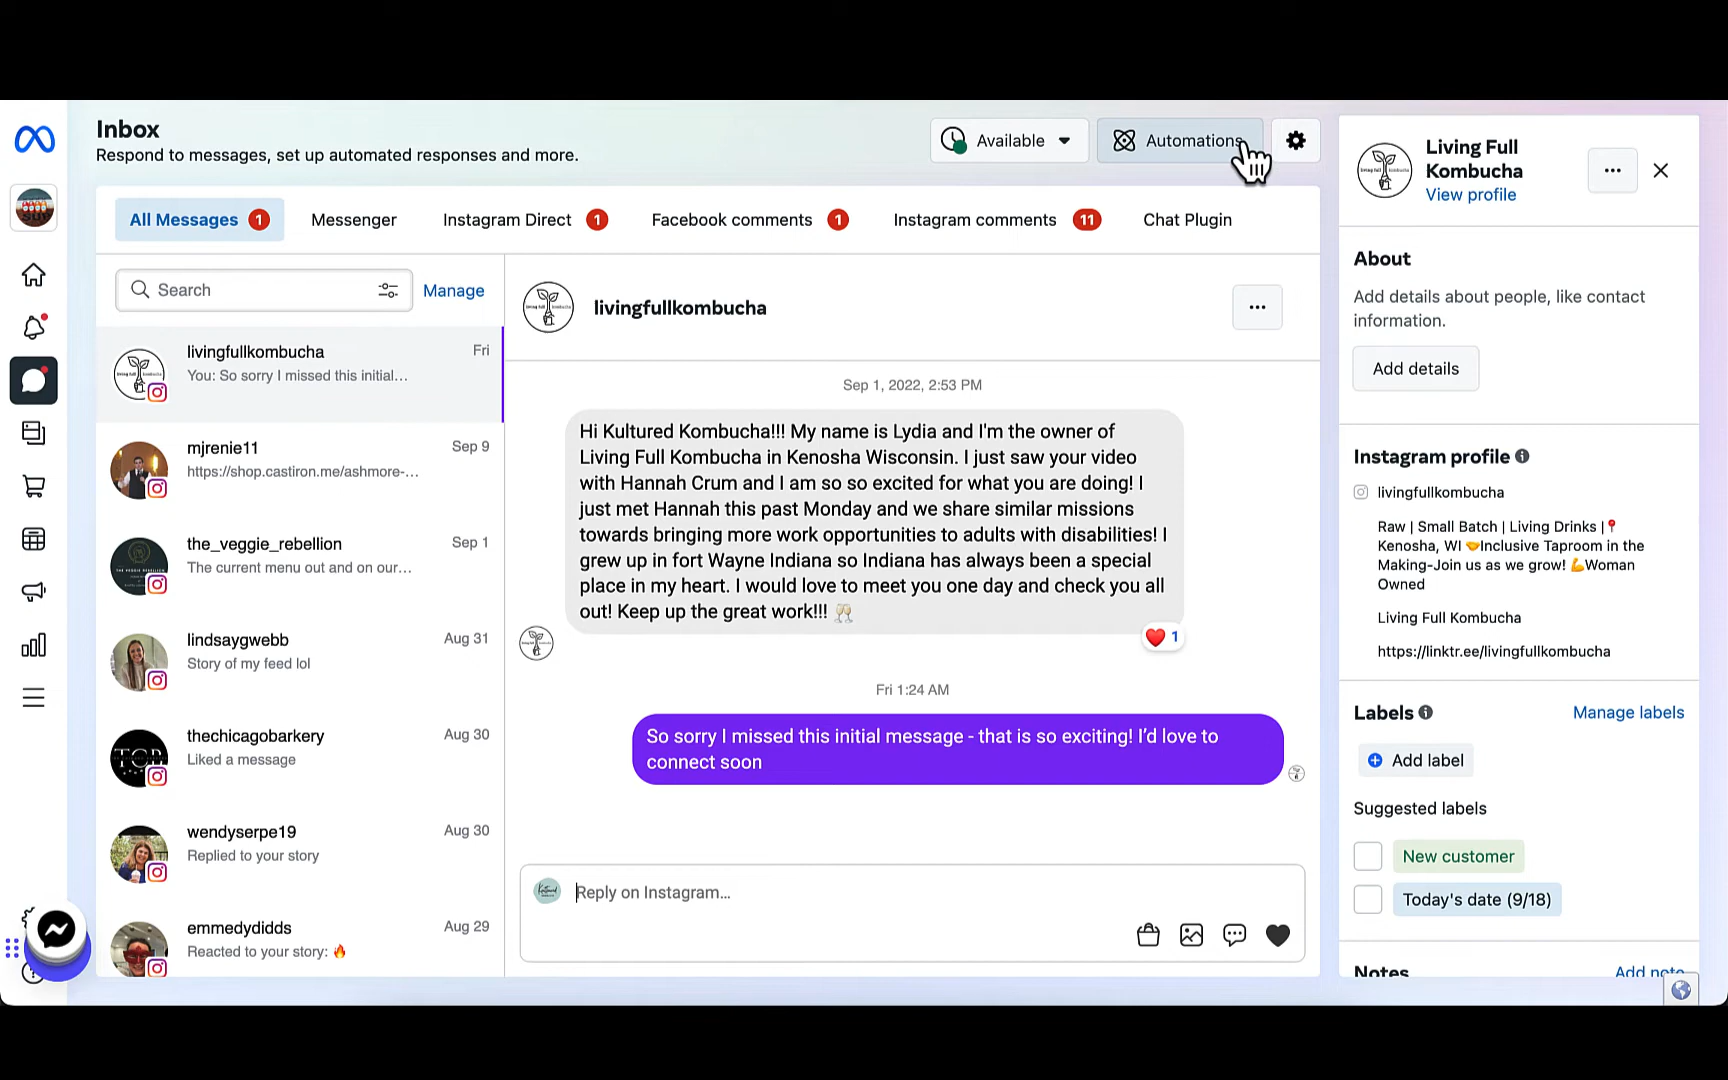 Inbox
Respond to messages, set up automated responses and more.
Available
Automations
All Messages 1
Messenger
Instagram Direct 1
Facebook comments 1
Instagram comments 11
Chat Plugin
Search
Manage
livingfullkombucha
Fri
You: So sorry I missed this initial...
mjrenie11
Sep 9
https://shop.castiron.me/ashmore-...
the_veggie_rebellion
Sep 1
The current menu out and on our...
lindsaygwebb
Aug 31
Story of my feed lol
thechicagobarkery
Aug 30
Liked a message
wendyserpe19
Aug 30
Replied to your story
emmedydidds
Aug 29
Reacted to your story: 🔥
livingfullkombucha
Sep 1, 2022, 2:53 PM
Hi Kultured Kombucha!!! My name is Lydia and I'm the owner of
Living Full Kombucha in Kenosha Wisconsin. I just saw your video
with Hannah Crum and I am so so excited for what you are doing! I
just met Hannah this past Monday and we share similar missions
towards bringing more work opportunities to adults with disabilities! I
grew up in fort Wayne Indiana so Indiana has always been a special
place in my heart. I would love to meet you one day and check you all
out! Keep up the great work!!! 🥂
❤️ 1
Fri 1:24 AM
So sorry I missed this initial message - that is so exciting! I'd love to
connect soon
Reply on Instagram...
Living Full
Kombucha
View profile
About
Add details about people, like contact
information.
Add details
Instagram profile
livingfullkombucha
Raw | Small Batch | Living Drinks |📍
Kenosha, WI 🤝Inclusive Taproom in the
Making-Join us as we grow! 💪Woman
Owned
Living Full Kombucha
https://linktr.ee/livingfullkombucha
Labels
Manage labels
Add label
Suggested labels
New customer
Today's date (9/18)
Notes
Add note